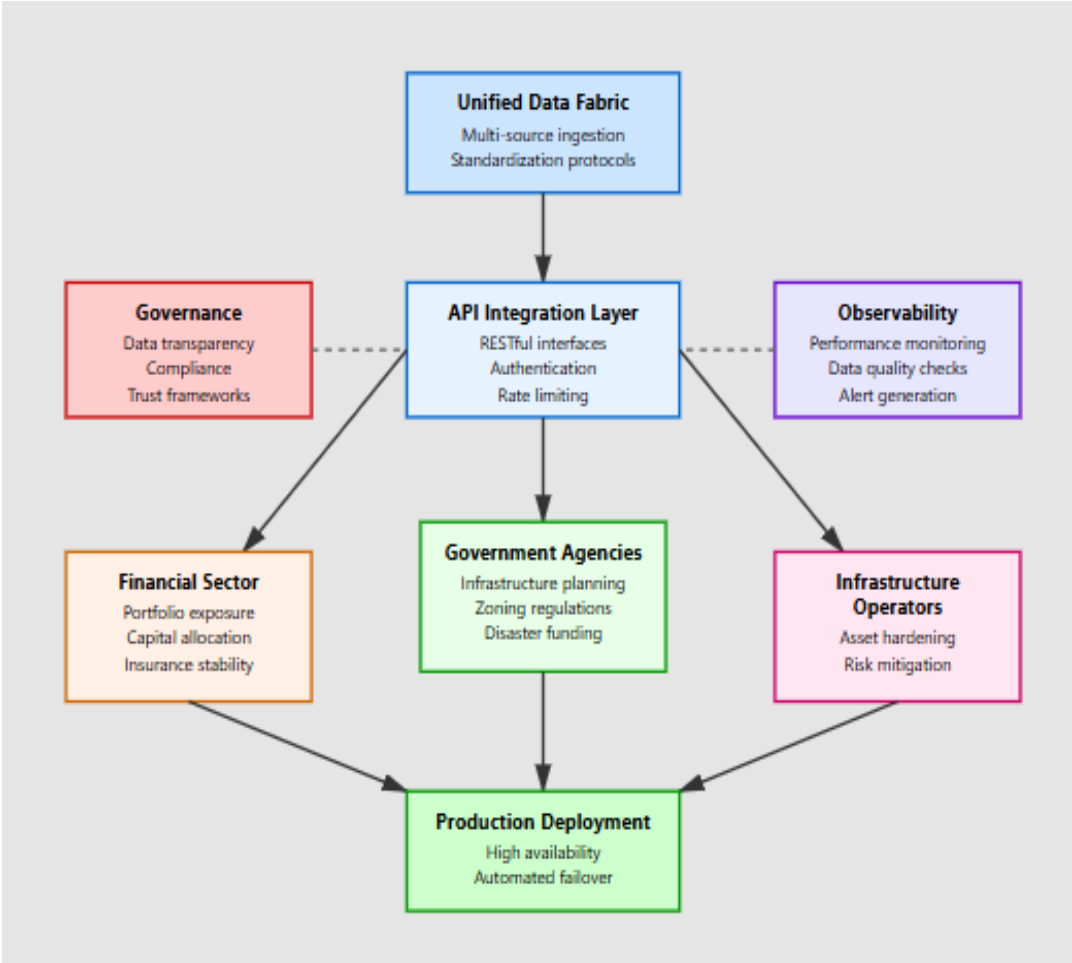 Unified Data Fabric
Multi-source ingestion
Standardization protocols
Governance
Data transparency
Compliance
Trust frameworks
API Integration Layer
RESTful interfaces
Authentication
Rate limiting
Observability
Performance monitoring
Data quality checks
Alert generation
Financial Sector
Portfolio exposure
Capital allocation
Insurance stability
Government Agencies
Infrastructure planning
Zoning regulations
Disaster funding
Infrastructure
Operators
Asset hardening
Risk mitigation
Production Deployment
High availability
Automated failover